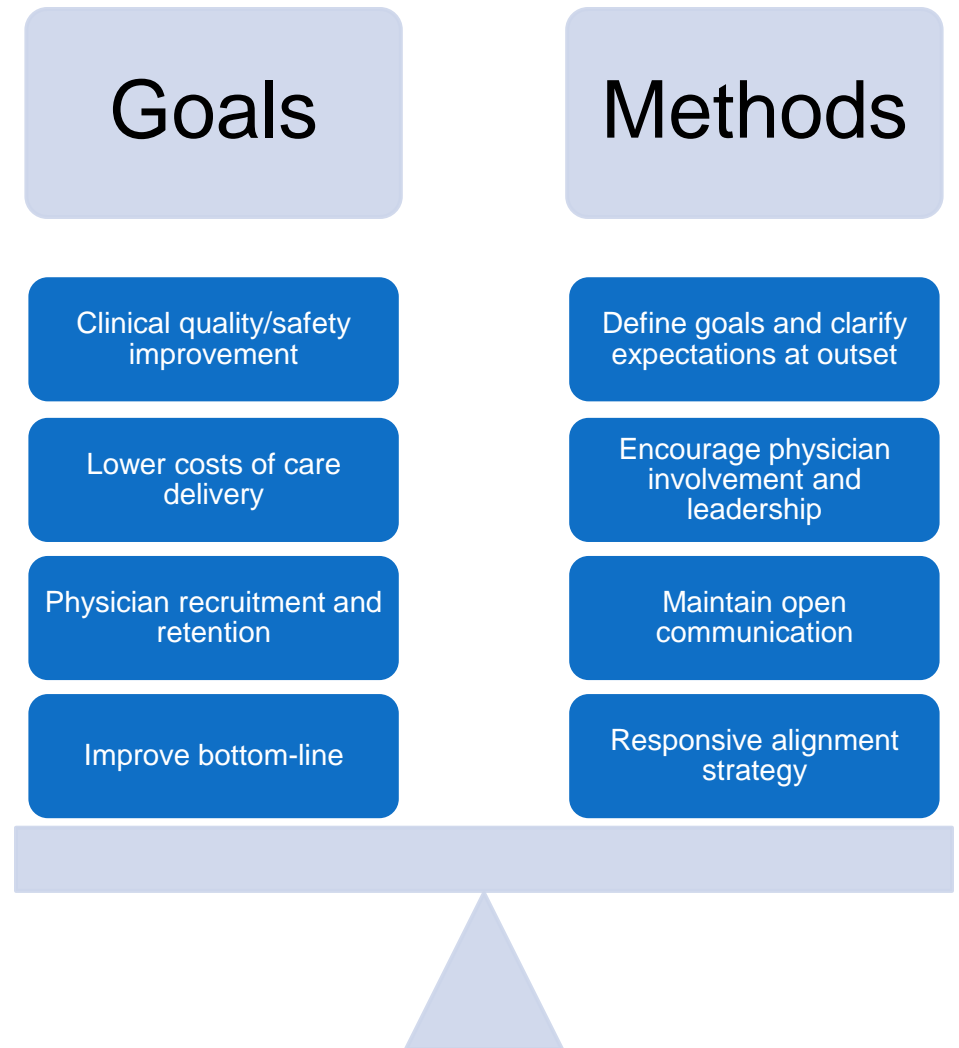 Goals
Clinical quality/safety
improvement
Lower costs of care
delivery
Physician recruitment and
retention
Improve bottom-line
Methods
Define goals and clarify
expectations at outset
Encourage physician
involvement and
leadership
Maintain open
communication
Responsive alignment
strategy